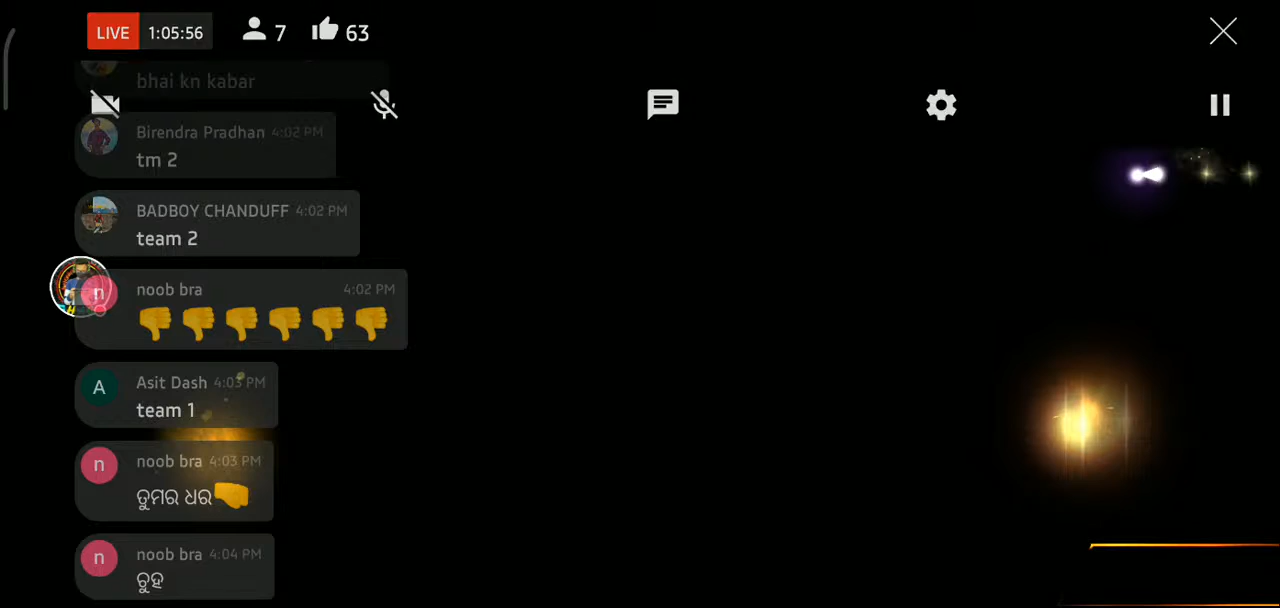 LIVE 1:05:56 7 63
bhai kn kabar
Birendra Pradhan 4:02 PM
tm 2
BADBOY CHANDUFF 4:02 PM
team 2
noob bra 4:02 PM
👎👎👎👎👎👎
A Asit Dash 4:03 PM
team 1
n noob bra 4:03 PM
ତୁମର ଧର👊
n noob bra 4:04 PM
ଚୁହ